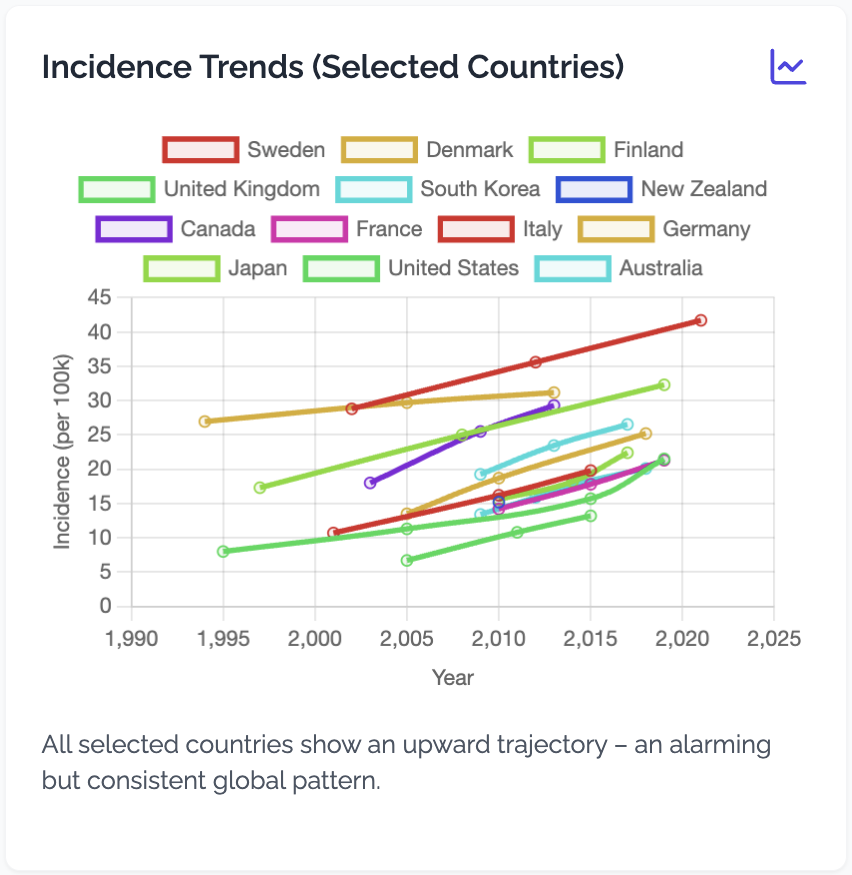 Incidence Trends (Selected Countries)
Sweden Denmark Finland
United Kingdom South Korea New Zealand
Canada France Italy Germany
Japan United States Australia
45
40
35
30
25
20
15
10
5
0
Incidence (per 100k)
1,990 1,995 2,000 2,005 2,010 2,015 2,020 2,025
Year
All selected countries show an upward trajectory – an alarming
but consistent global pattern.